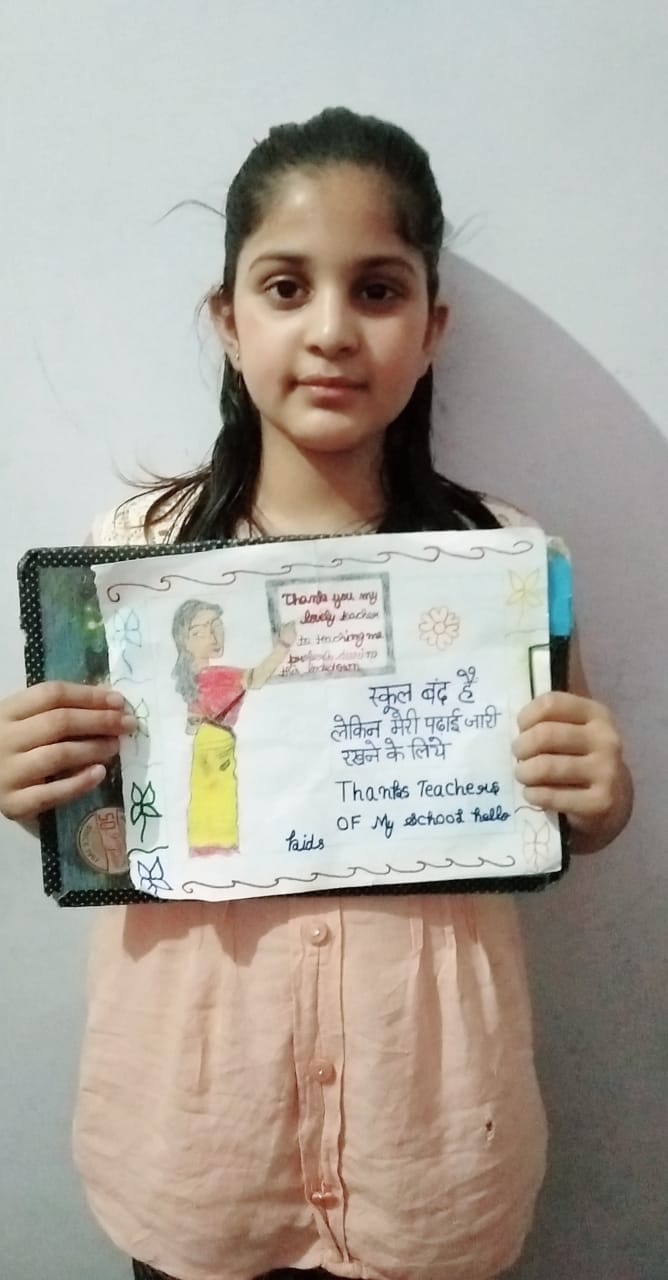 Thank you my
lovely teacher
to teaching me
this lockdown
स्कूल बंद है
लेकिन मेरी पढाई जारी
रखने के लिये
Thanks Teachers
OF My School hello
kids
50